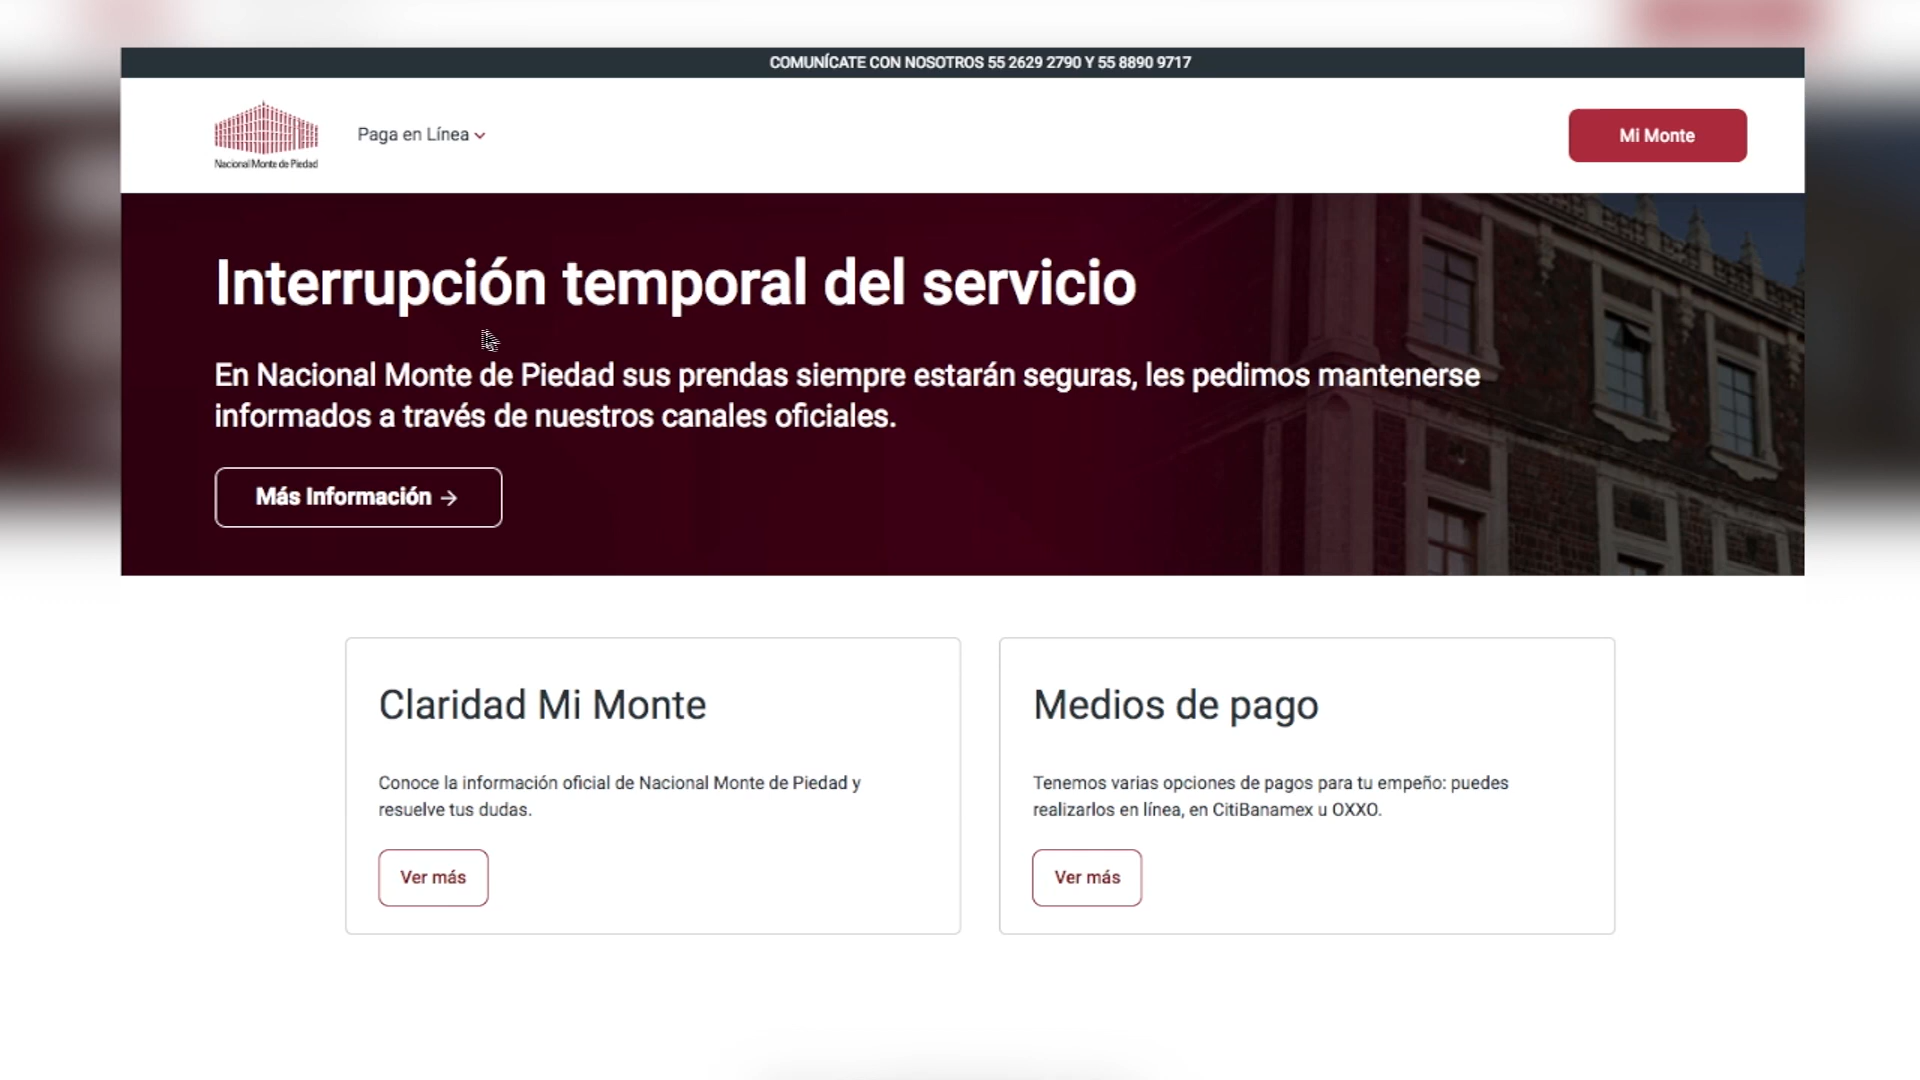 COMUNÍCATE CON NOSOTROS 55 2629 2790 Y 55 8890 9717
Nacional Monte de Piedad
Paga en Línea
Mi Monte
Interrupción temporal del servicio
En Nacional Monte de Piedad sus prendas siempre estarán seguras, les pedimos mantenerse
informados a través de nuestros canales oficiales.
Más Información →
Claridad Mi Monte
Conoce la información oficial de Nacional Monte de Piedad y
resuelve tus dudas.
Ver más
Medios de pago
Tenemos varias opciones de pagos para tu empeño: puedes
realizarlos en línea, en CitiBanamex u OXXO.
Ver más